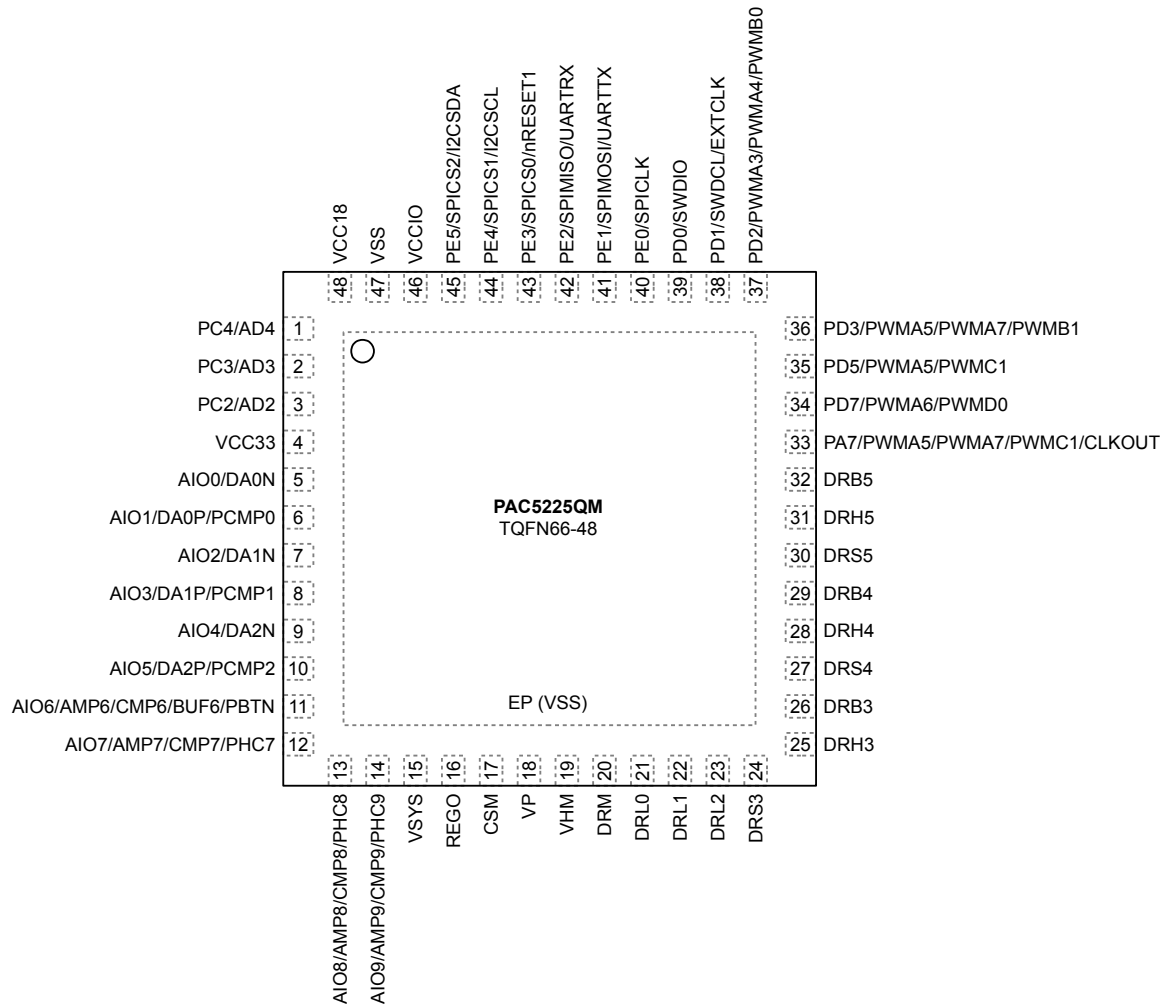 VCC18
VSS
VCCIO
PE5/SPICS2/I2CSDA
PE4/SPICS1/I2CSCL
PE3/SPICS0/nRESET1
PE2/SPIMISO/UARTRX
PE1/SPIMOSI/UARTTX
PE0/SPICLK
PD0/SWDIO
PD1/SWDCL/EXTCLK
PD2/PWMA3/PWMA4/PWMB0
48 47 46 45 44 43 42 41 40 39 38 37
PC4/AD4 1
PC3/AD3 2
PC2/AD2 3
VCC33 4
AIO0/DA0N 5
AIO1/DA0P/PCMP0 6
AIO2/DA1N 7
AIO3/DA1P/PCMP1 8
AIO4/DA2N 9
AIO5/DA2P/PCMP2 10
AIO6/AMP6/CMP6/BUF6/PBTN 11
AIO7/AMP7/CMP7/PHC7 12
PAC5225QM
TQFN66-48
EP (VSS)
36 PD3/PWMA5/PWMA7/PWMB1
35 PD5/PWMA5/PWMC1
34 PD7/PWMA6/PWMD0
33 PA7/PWMA5/PWMA7/PWMC1/CLKOUT
32 DRB5
31 DRH5
30 DRS5
29 DRB4
28 DRH4
27 DRS4
26 DRB3
25 DRH3
13 14 15 16 17 18 19 20 21 22 23 24
AIO8/AMP8/CMP8/PHC8
AIO9/AMP9/CMP9/PHC9
VSYS
REGO
CSM
VP
VHM
DRM
DRL0
DRL1
DRL2
DRS3